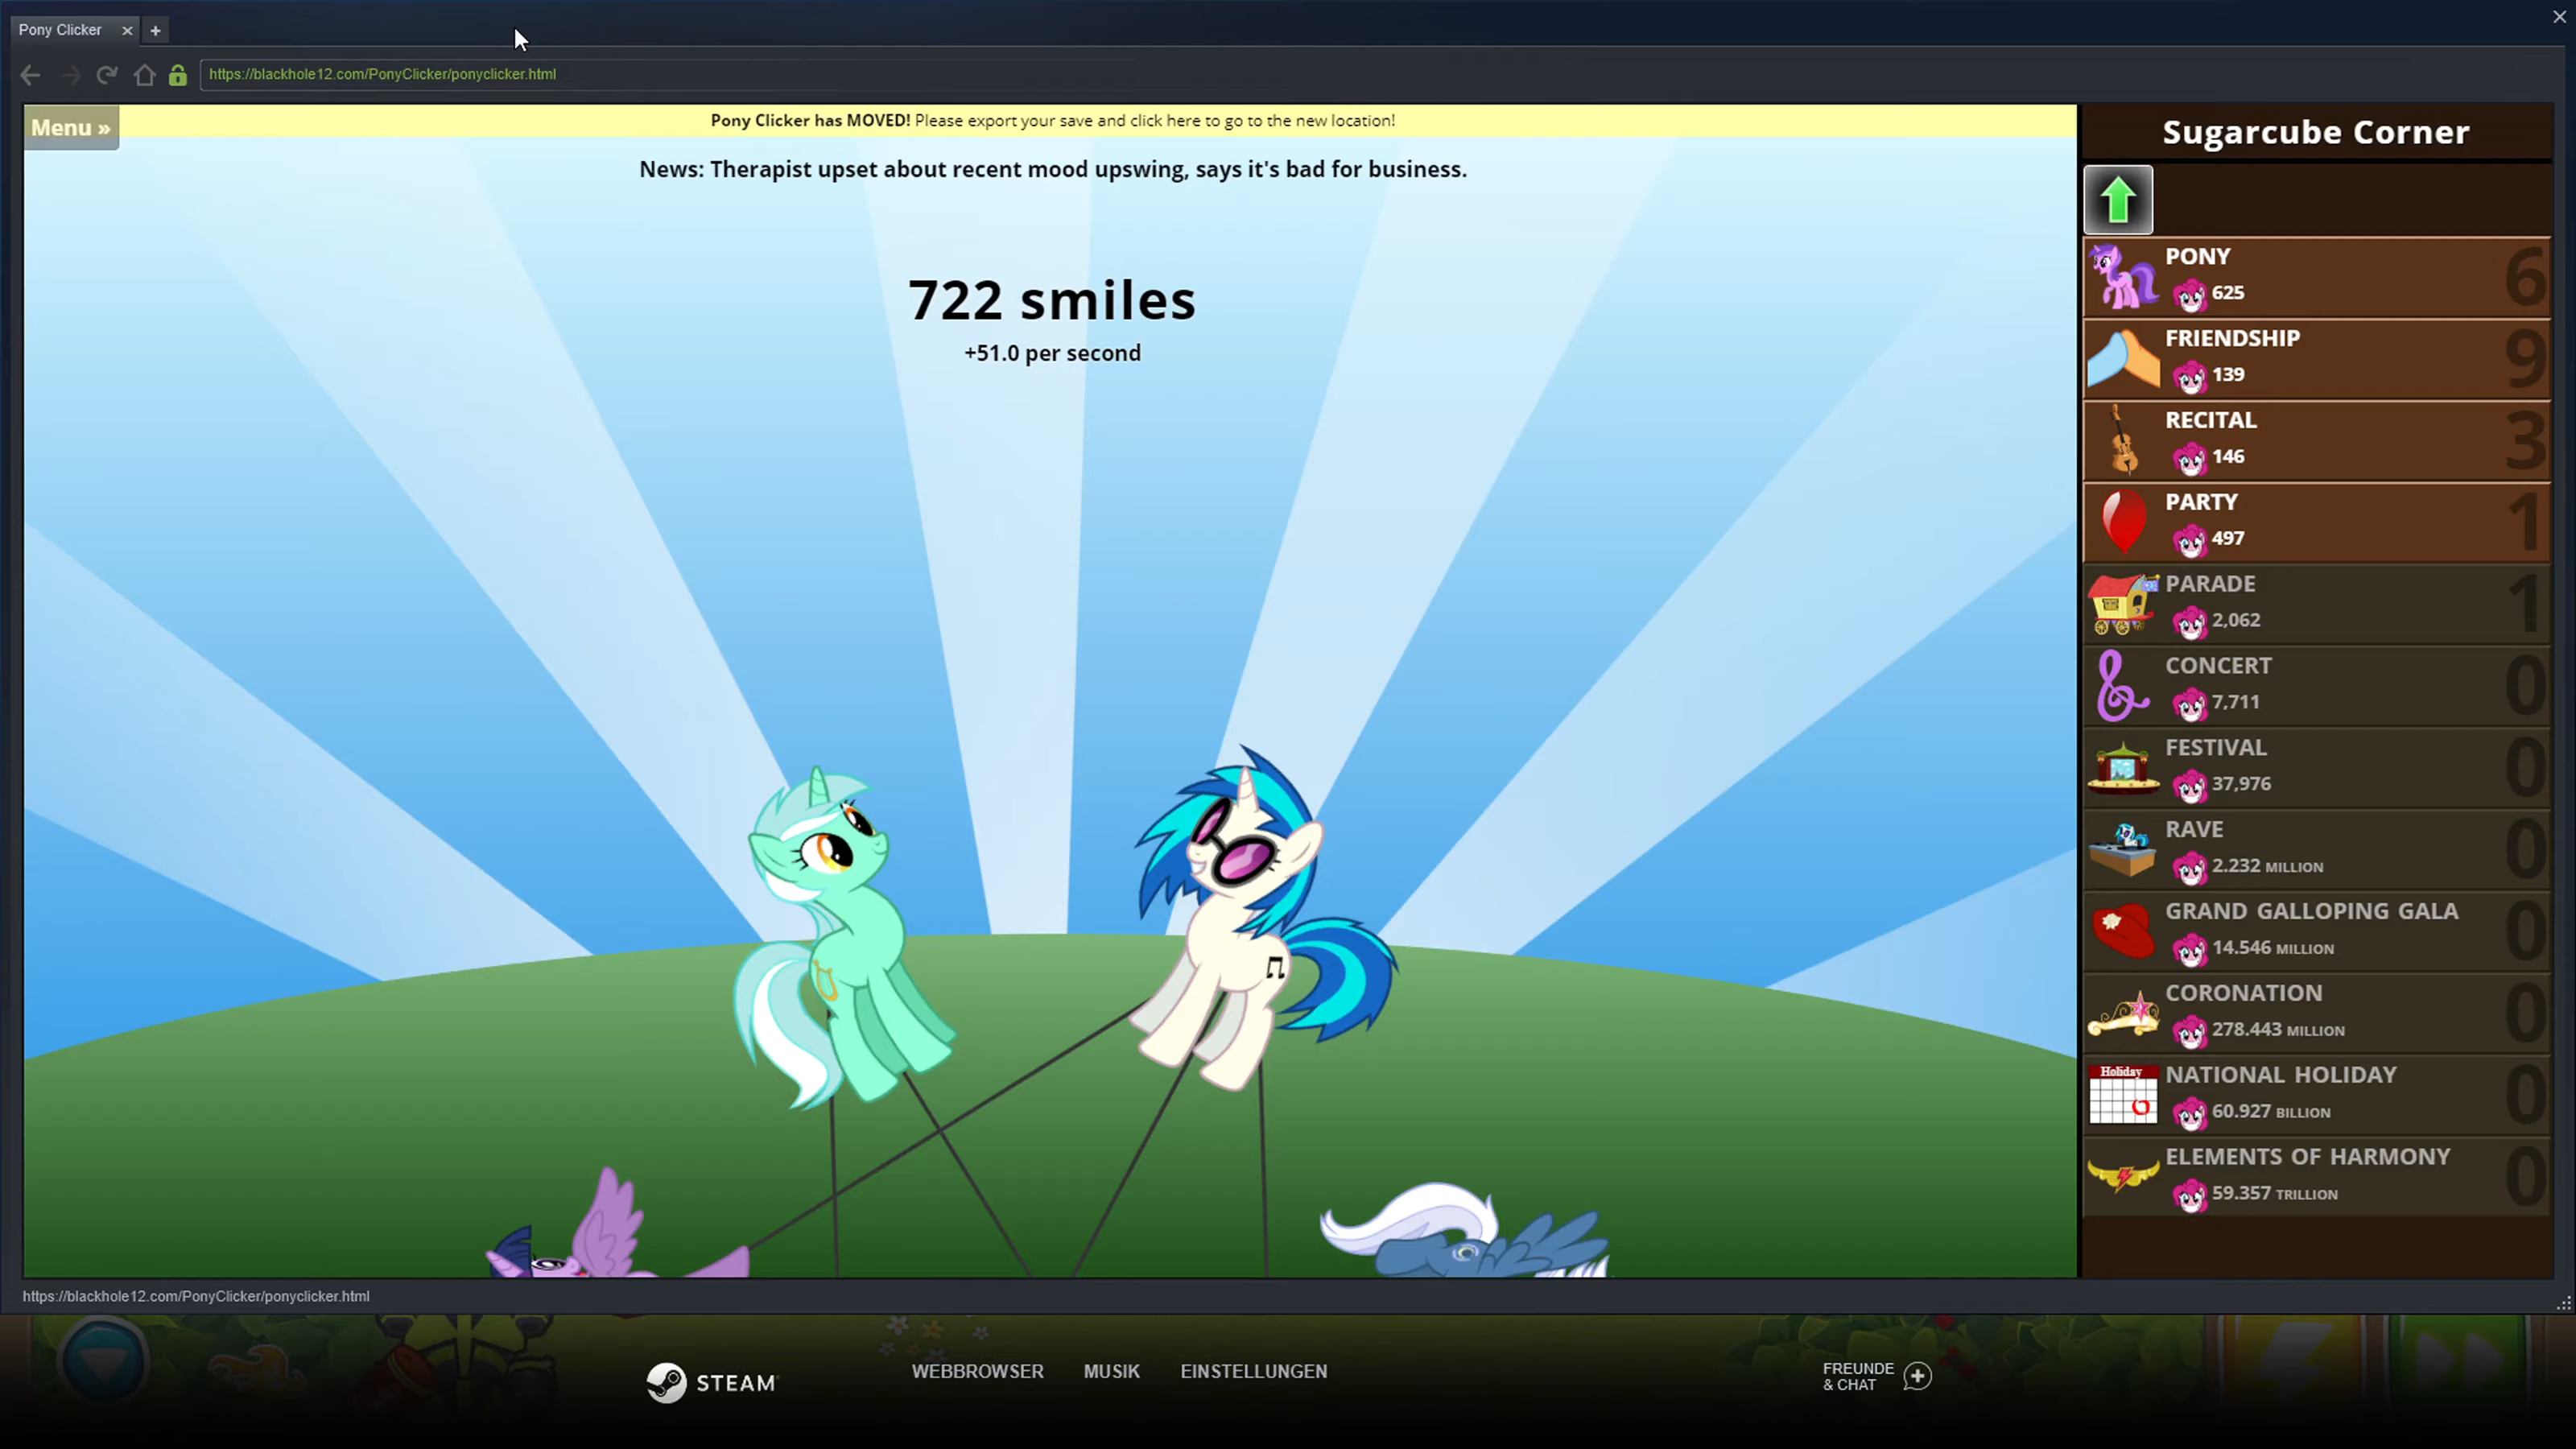 Pony Clicker
https://blackhole12.com/PonyClicker/ponyclicker.html
Menu »
Pony Clicker has MOVED! Please export your save and click here to go to the new location!
News: Therapist upset about recent mood upswing, says it's bad for business.
722 smiles
+51.0 per second
Sugarcube Corner
PONY
625
6
FRIENDSHIP
139
9
RECITAL
146
3
PARTY
497
1
PARADE
2,062
1
CONCERT
7,711
0
FESTIVAL
37,976
0
RAVE
2.232 MILLION
0
GRAND GALLOPING GALA
14.546 MILLION
0
CORONATION
278.443 MILLION
0
Holiday
NATIONAL HOLIDAY
60.927 BILLION
0
ELEMENTS OF HARMONY
59.357 TRILLION
0
https://blackhole12.com/PonyClicker/ponyclicker.html
STEAM
WEBBROWSER
MUSIK
EINSTELLUNGEN
FREUNDE
& CHAT